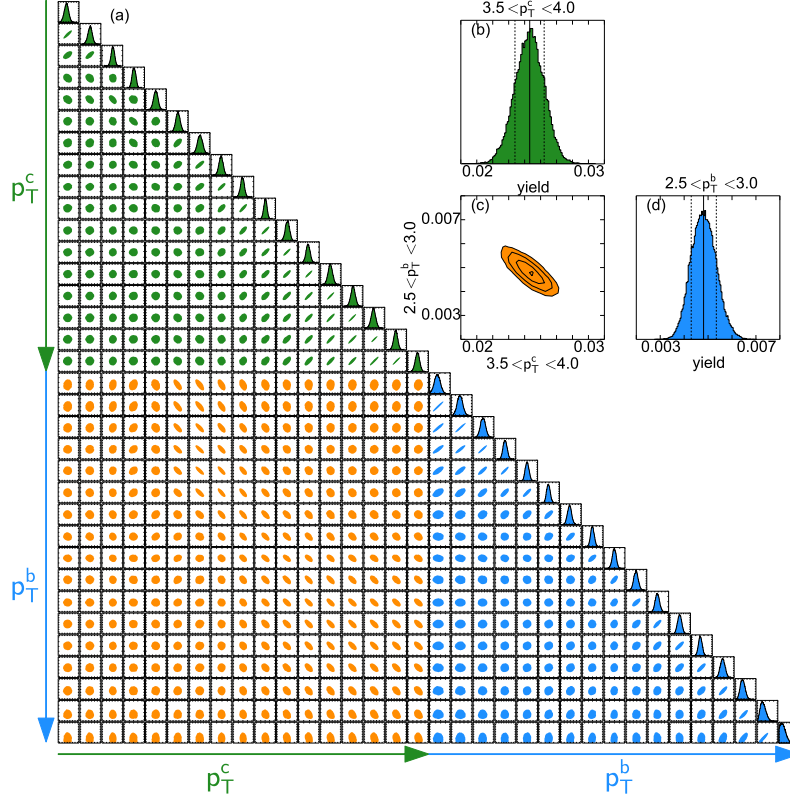 (a)
3.5 <p_T^c <4.0
(b)
0.02 0.03
yield
p_T^c
(c)
0.007
0.003
2.5 <p_T^b <3.0
0.02 0.03
3.5 <p_T^c <4.0
2.5 <p_T^b <3.0
(d)
0.003 0.007
yield
p_T^b
p_T^c
p_T^b